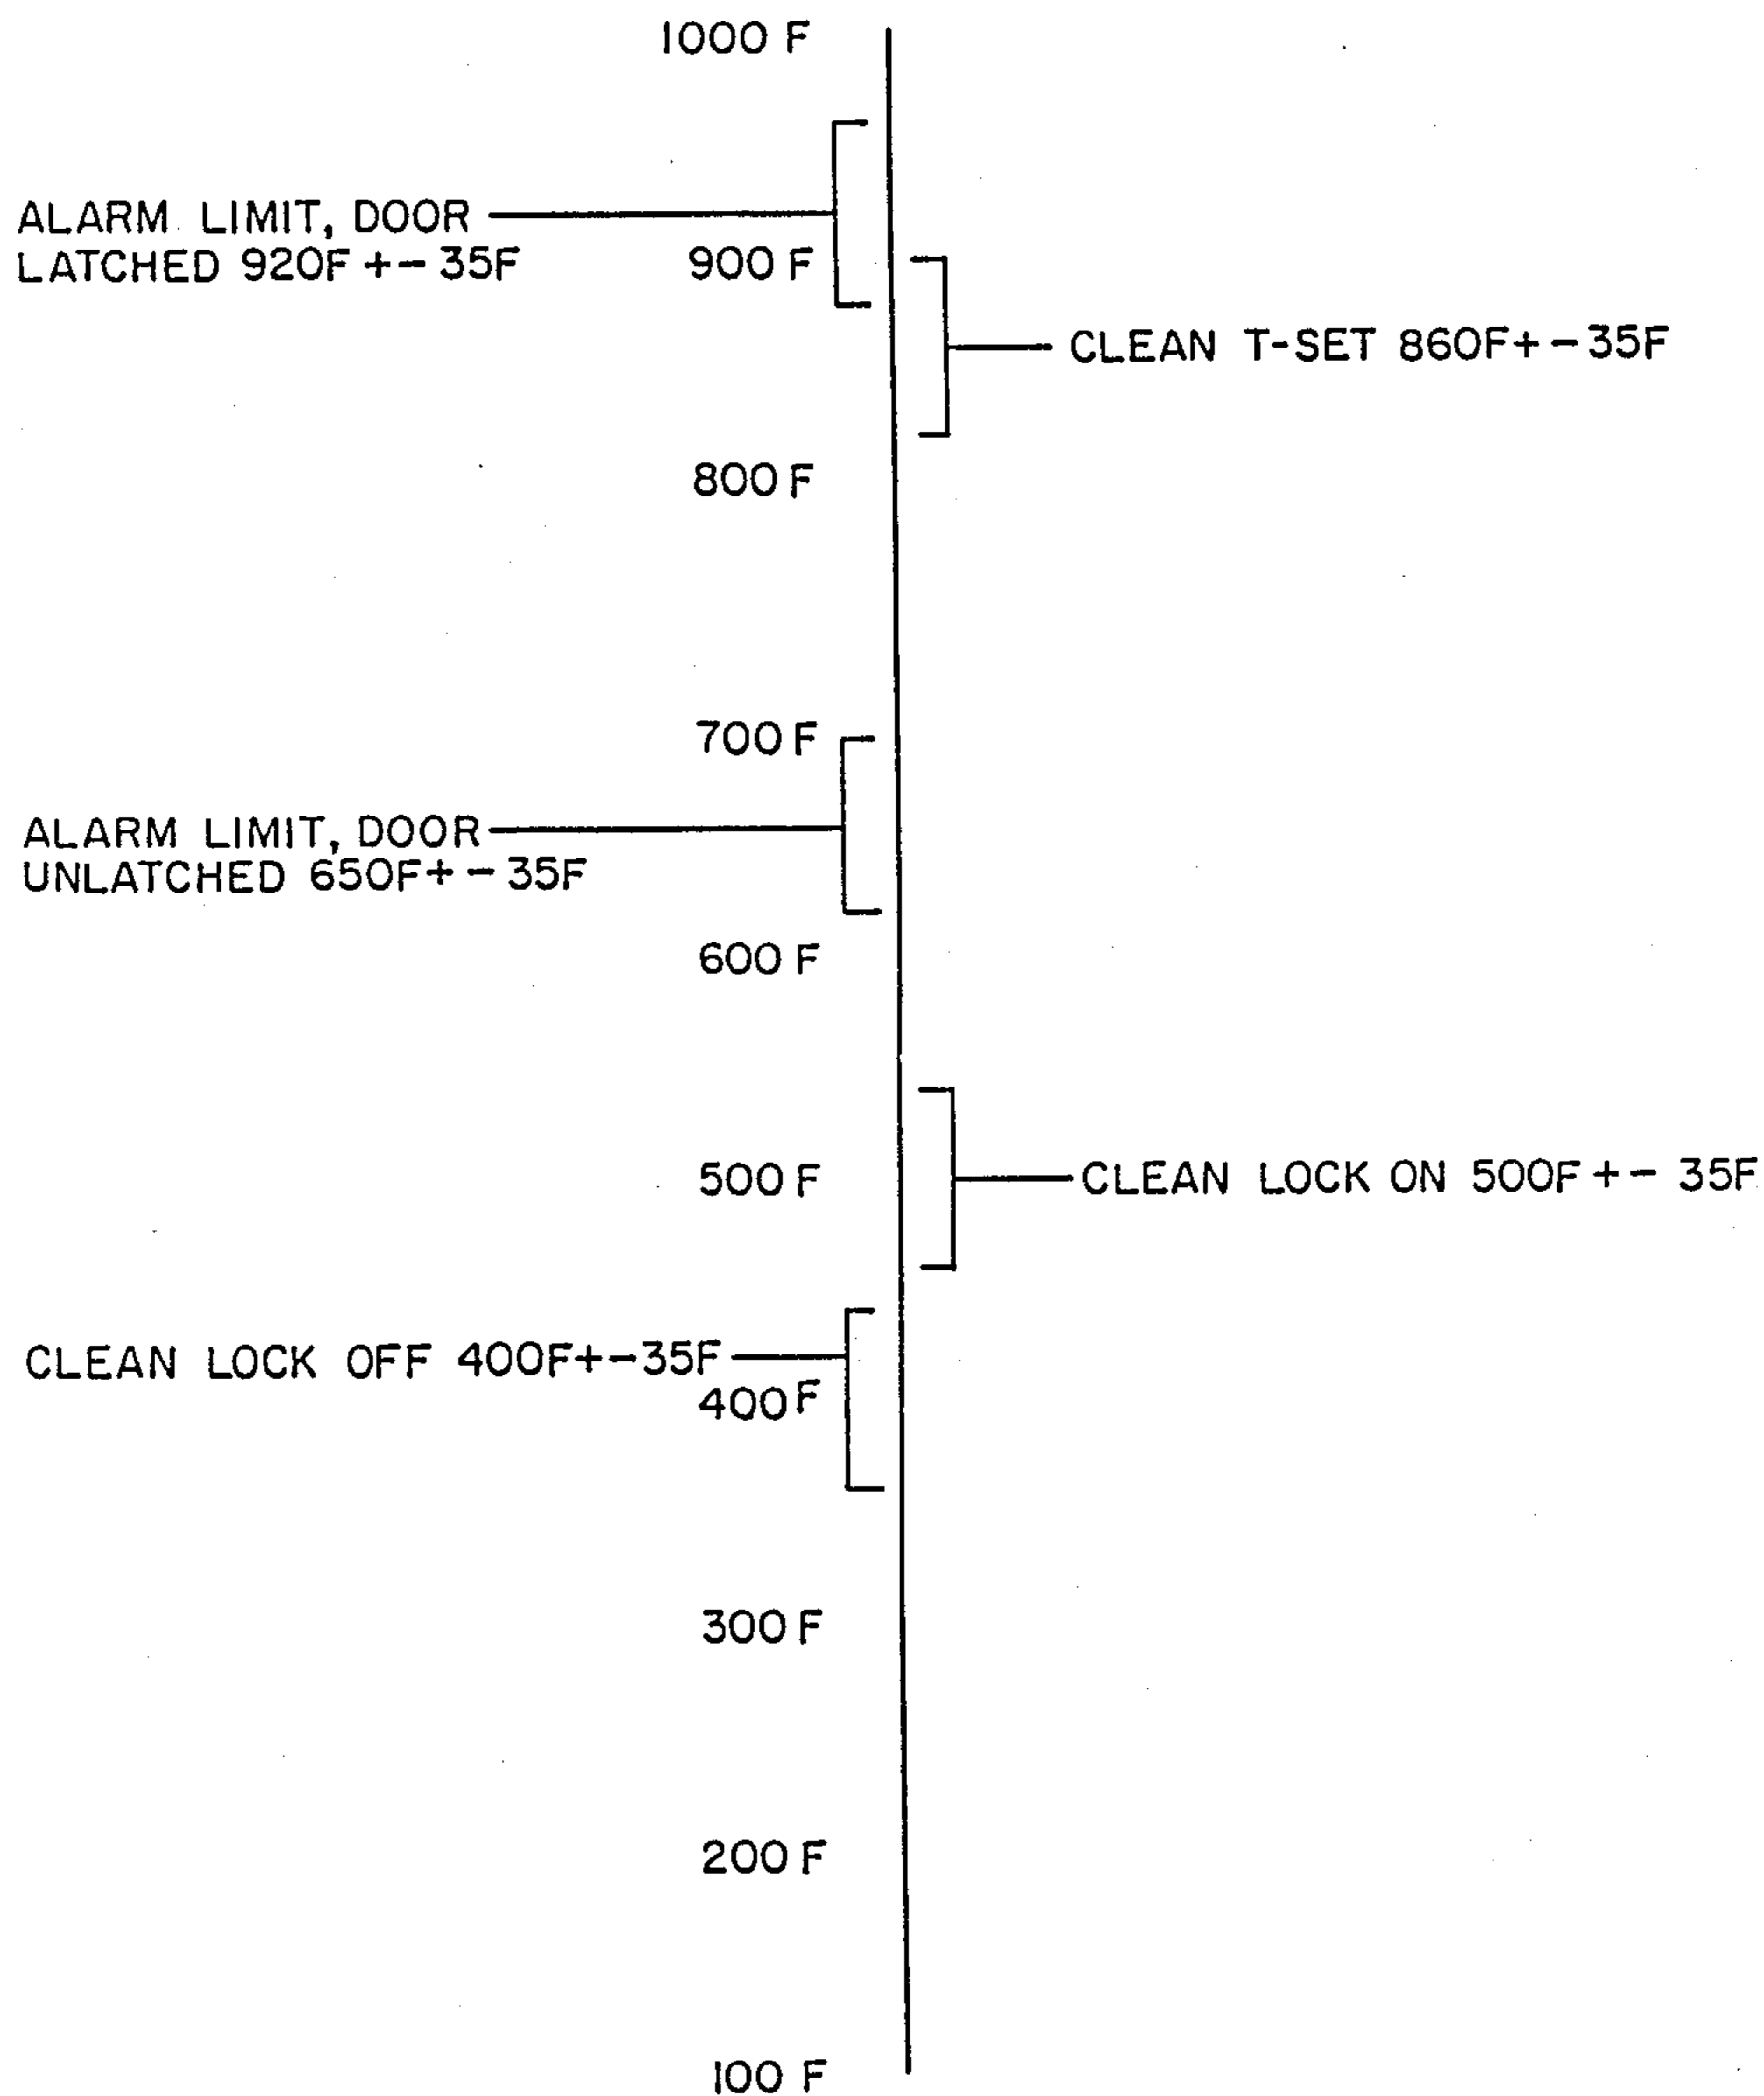 1000 F
ALARM LIMIT, DOOR
LATCHED 920F +- 35F
900 F
CLEAN T-SET 860F+-35F
800 F
700 F
ALARM LIMIT, DOOR
UNLATCHED 650F+- 35F
600 F
500 F
CLEAN LOCK ON 500F +- 35F
CLEAN LOCK OFF 400F+-35F
400 F
300 F
200 F
100 F